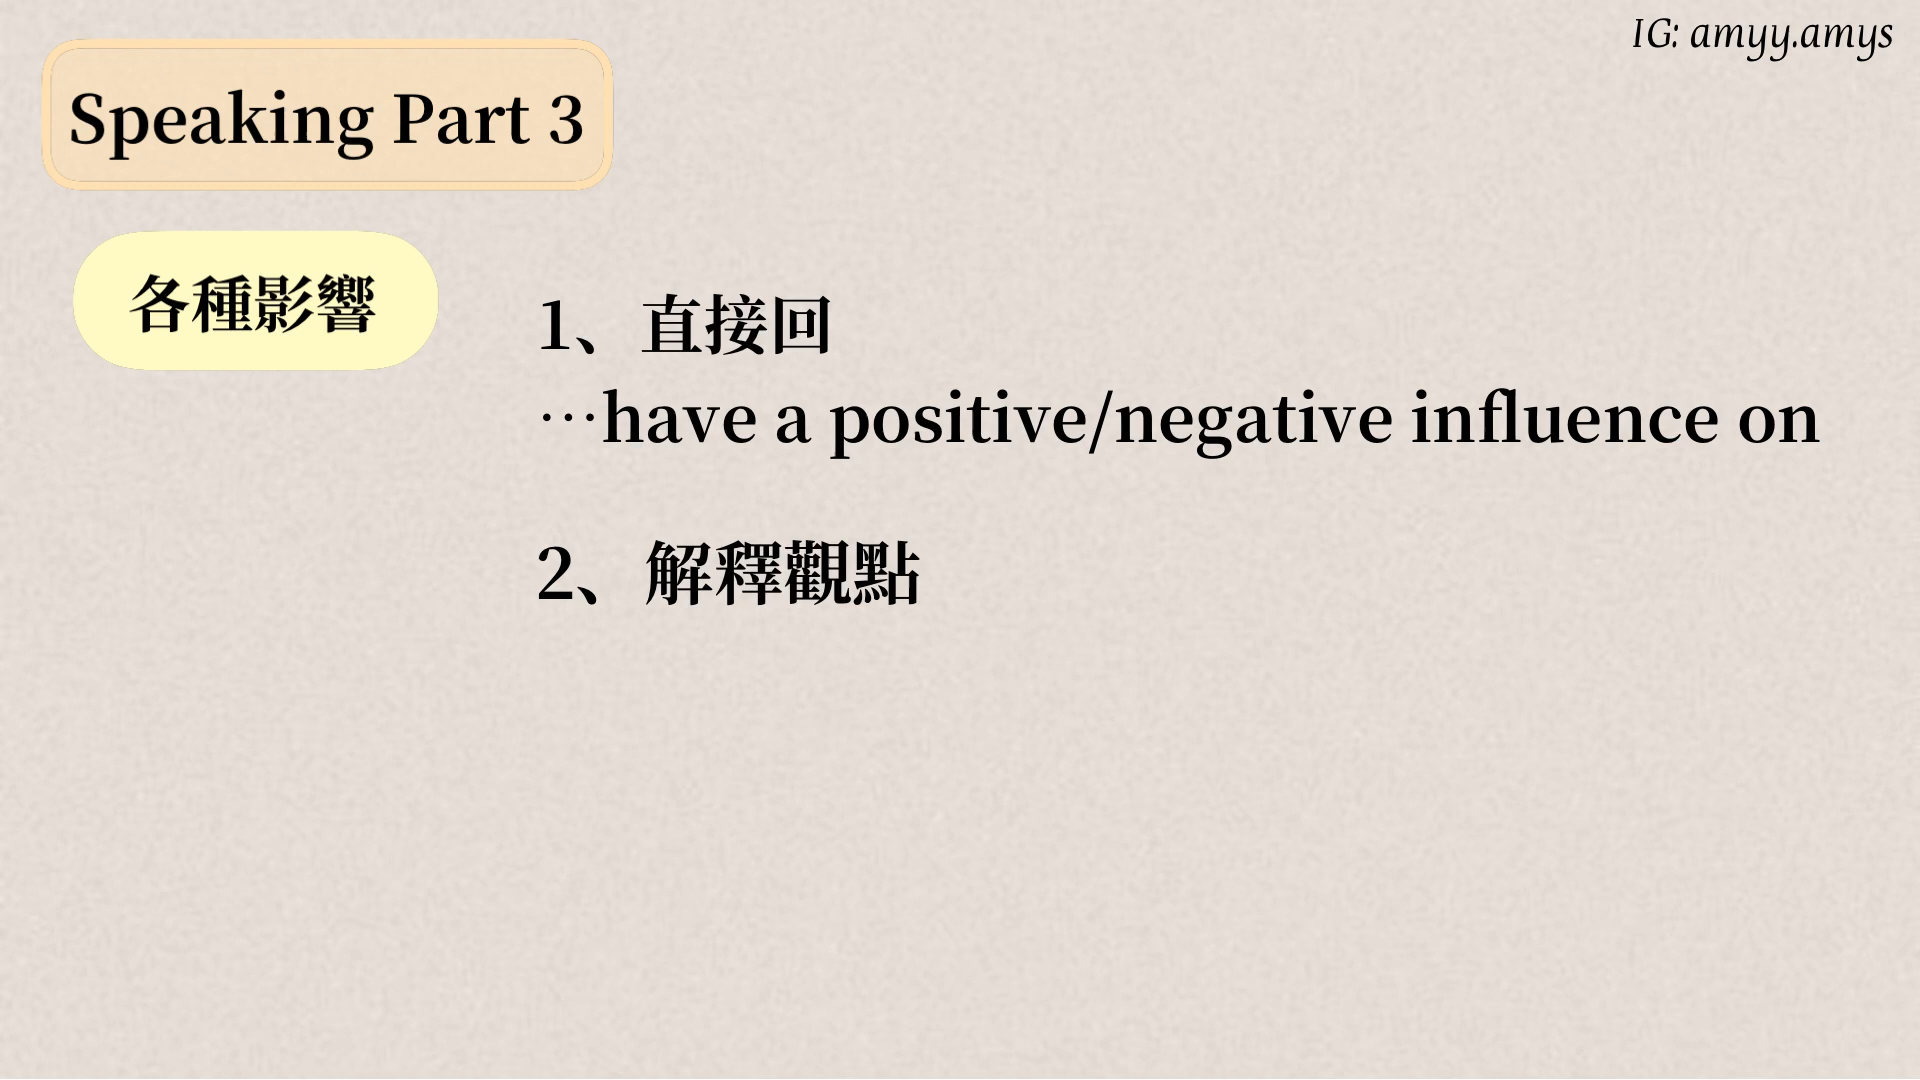 IG: amyy.amys
Speaking Part 3
各種影響
1、直接回
…have a positive/negative influence on
2、解釋觀點